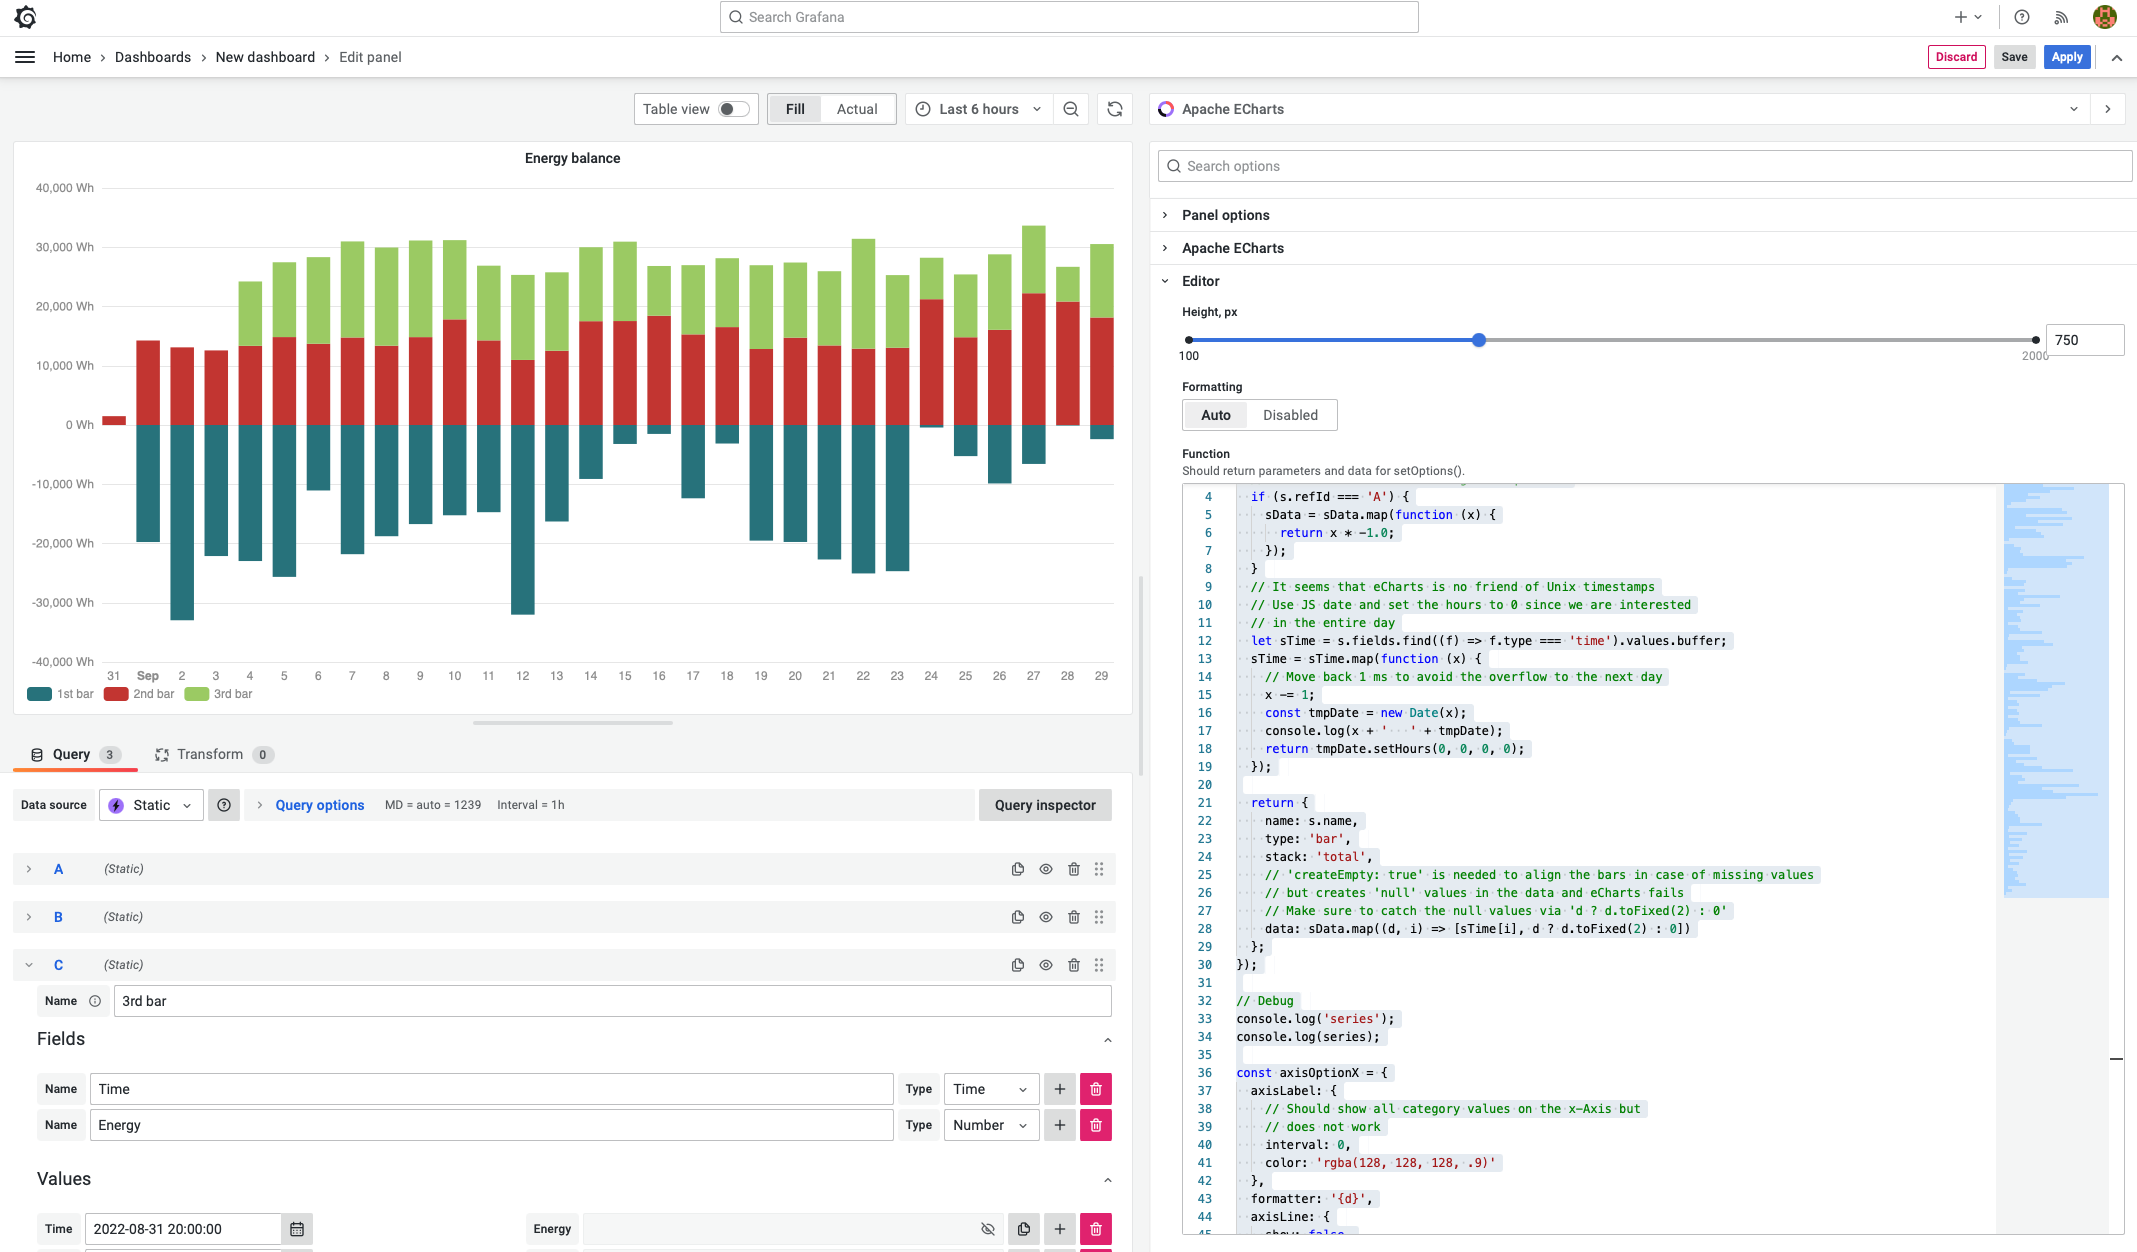 Search Grafana
Home › Dashboards › New dashboard › Edit panel
Discard Save Apply
Table view Fill Actual Last 6 hours
Apache ECharts
Energy balance
40,000 Wh
30,000 Wh
20,000 Wh
10,000 Wh
0 Wh
-10,000 Wh
-20,000 Wh
-30,000 Wh
-40,000 Wh
31 Sep 2 3 4 5 6 7 8 9 10 11 12 13 14 15 16 17 18 19 20 21 22 23 24 25 26 27 28 29
1st bar 2nd bar 3rd bar
Query 3 Transform 0
Data source Static Query options MD = auto = 1239 Interval = 1h Query inspector
A (Static)
B (Static)
C (Static)
Name 3rd bar
Fields
Name Time Type Time
Name Energy Type Number
Values
Time 2022-08-31 20:00:00 Energy
Search options
Panel options
Apache ECharts
Editor
Height, px
750
100 2000
Formatting
Auto Disabled
Function
Should return parameters and data for setOptions().
4 if (s.refId === 'A') {
5 sData = sData.map(function (x) {
6 return x * -1.0;
7 });
8 }
9 // It seems that eCharts is no friend of Unix timestamps
10 // Use JS date and set the hours to 0 since we are interested
11 // in the entire day
12 let sTime = s.fields.find((f) => f.type === 'time').values.buffer;
13 sTime = sTime.map(function (x) {
14 // Move back 1 ms to avoid the overflow to the next day
15 x -= 1;
16 const tmpDate = new Date(x);
17 console.log(x + '   ' + tmpDate);
18 return tmpDate.setHours(0, 0, 0, 0);
19 });
20
21 return {
22 name: s.name,
23 type: 'bar',
24 stack: 'total',
25 // 'createEmpty: true' is needed to align the bars in case of missing values
26 // but creates 'null' values in the data and eCharts fails
27 // Make sure to catch the null values via 'd ? d.toFixed(2) : 0'
28 data: sData.map((d, i) => [sTime[i], d ? d.toFixed(2) : 0])
29 };
30 });
31
32 // Debug
33 console.log('series');
34 console.log(series);
35
36 const axisOptionX = {
37 axisLabel: {
38 // Should show all category values on the x-Axis but
39 // does not work
40 interval: 0,
41 color: 'rgba(128, 128, 128, .9)'
42 },
43 formatter: '{d}',
44 axisLine: {